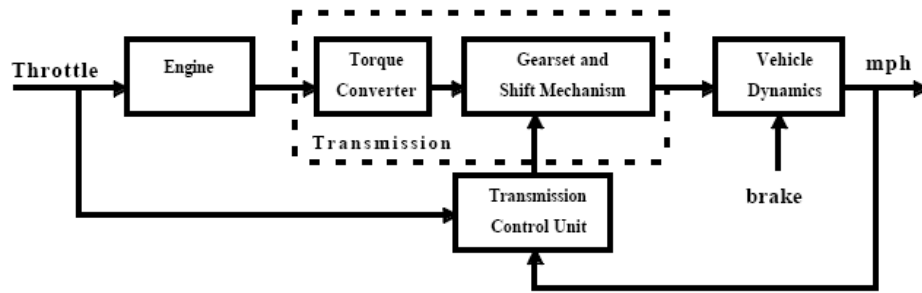 Throttle
Engine
Torque
Converter
Gearset and
Shift Mechanism
Vehicle
Dynamics
mph
Transmission
Transmission
Control Unit
brake